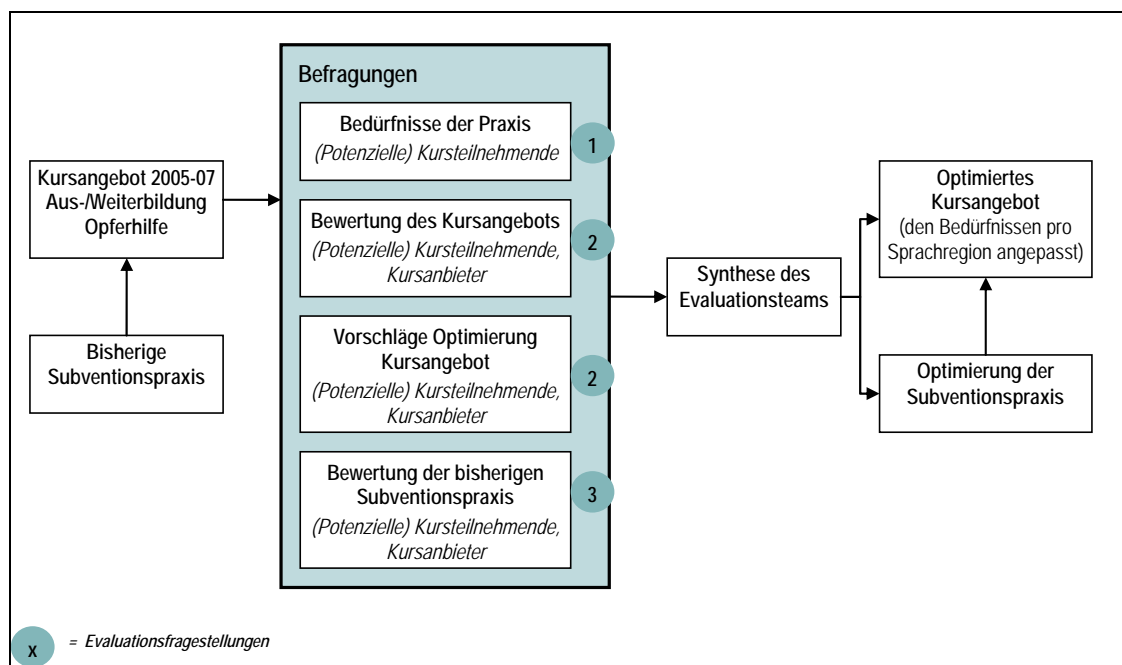 Befragungen
Bedürfnisse der Praxis
(Potenzielle) Kursteilnehmende
1
Kursangebot 2005-07
Aus-/Weiterbildung
Opferhilfe
Bewertung des Kursangebots
(Potenzielle) Kursteilnehmende,
Kursanbieter
2
Bisherige
Subventionspraxis
Vorschläge Optimierung
Kursangebot
(Potenzielle) Kursteilnehmende,
Kursanbieter
2
Bewertung der bisherigen
Subventionspraxis
(Potenzielle) Kursteilnehmende,
Kursanbieter
3
Synthese des
Evaluationsteams
Optimiertes
Kursangebot
(den Bedürfnissen pro
Sprachregion angepasst)
Optimierung der
Subventionspraxis
x = Evaluationsfragestellungen